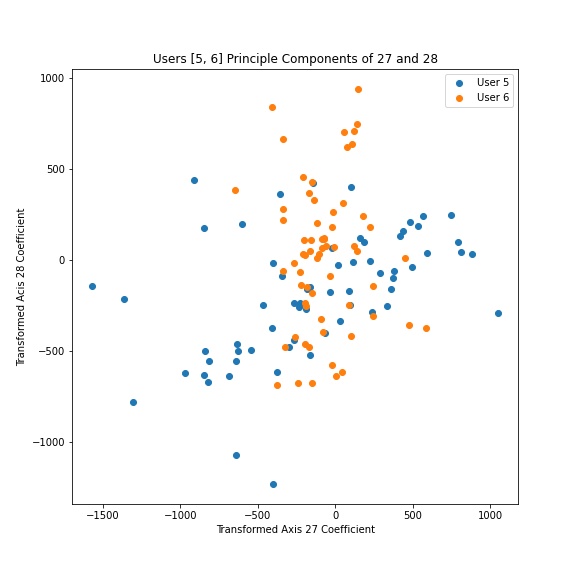 Users [5, 6] Principle Components of 27 and 28
User 5
User 6
Transformed Acis 28 Coefficient
1000
500
0
−500
−1000
−1500
−1000
−500
0
500
1000
Transformed Axis 27 Coefficient